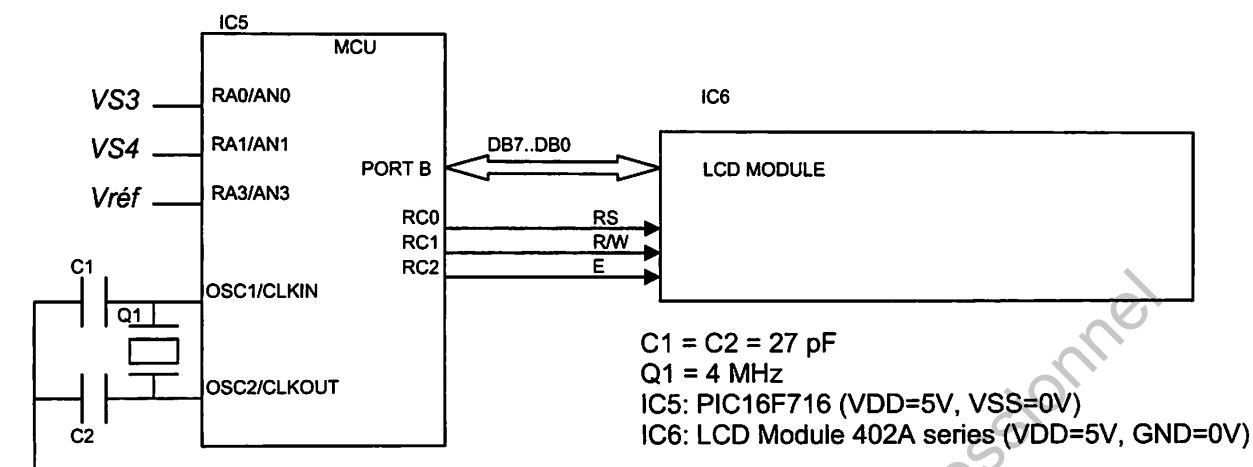 IC5
MCU
VS3
RA0/AN0
IC6
VS4
RA1/AN1
DB7..DB0
PORT B
LCD MODULE
Vréf
RA3/AN3
RC0
RS
RC1
R/W
RC2
E
C1
OSC1/CLKIN
Q1
OSC2/CLKOUT
C2
C1 = C2 = 27 pF
Q1 = 4 MHz
IC5: PIC16F716 (VDD=5V, VSS=0V)
IC6: LCD Module 402A series (VDD=5V, GND=0V)